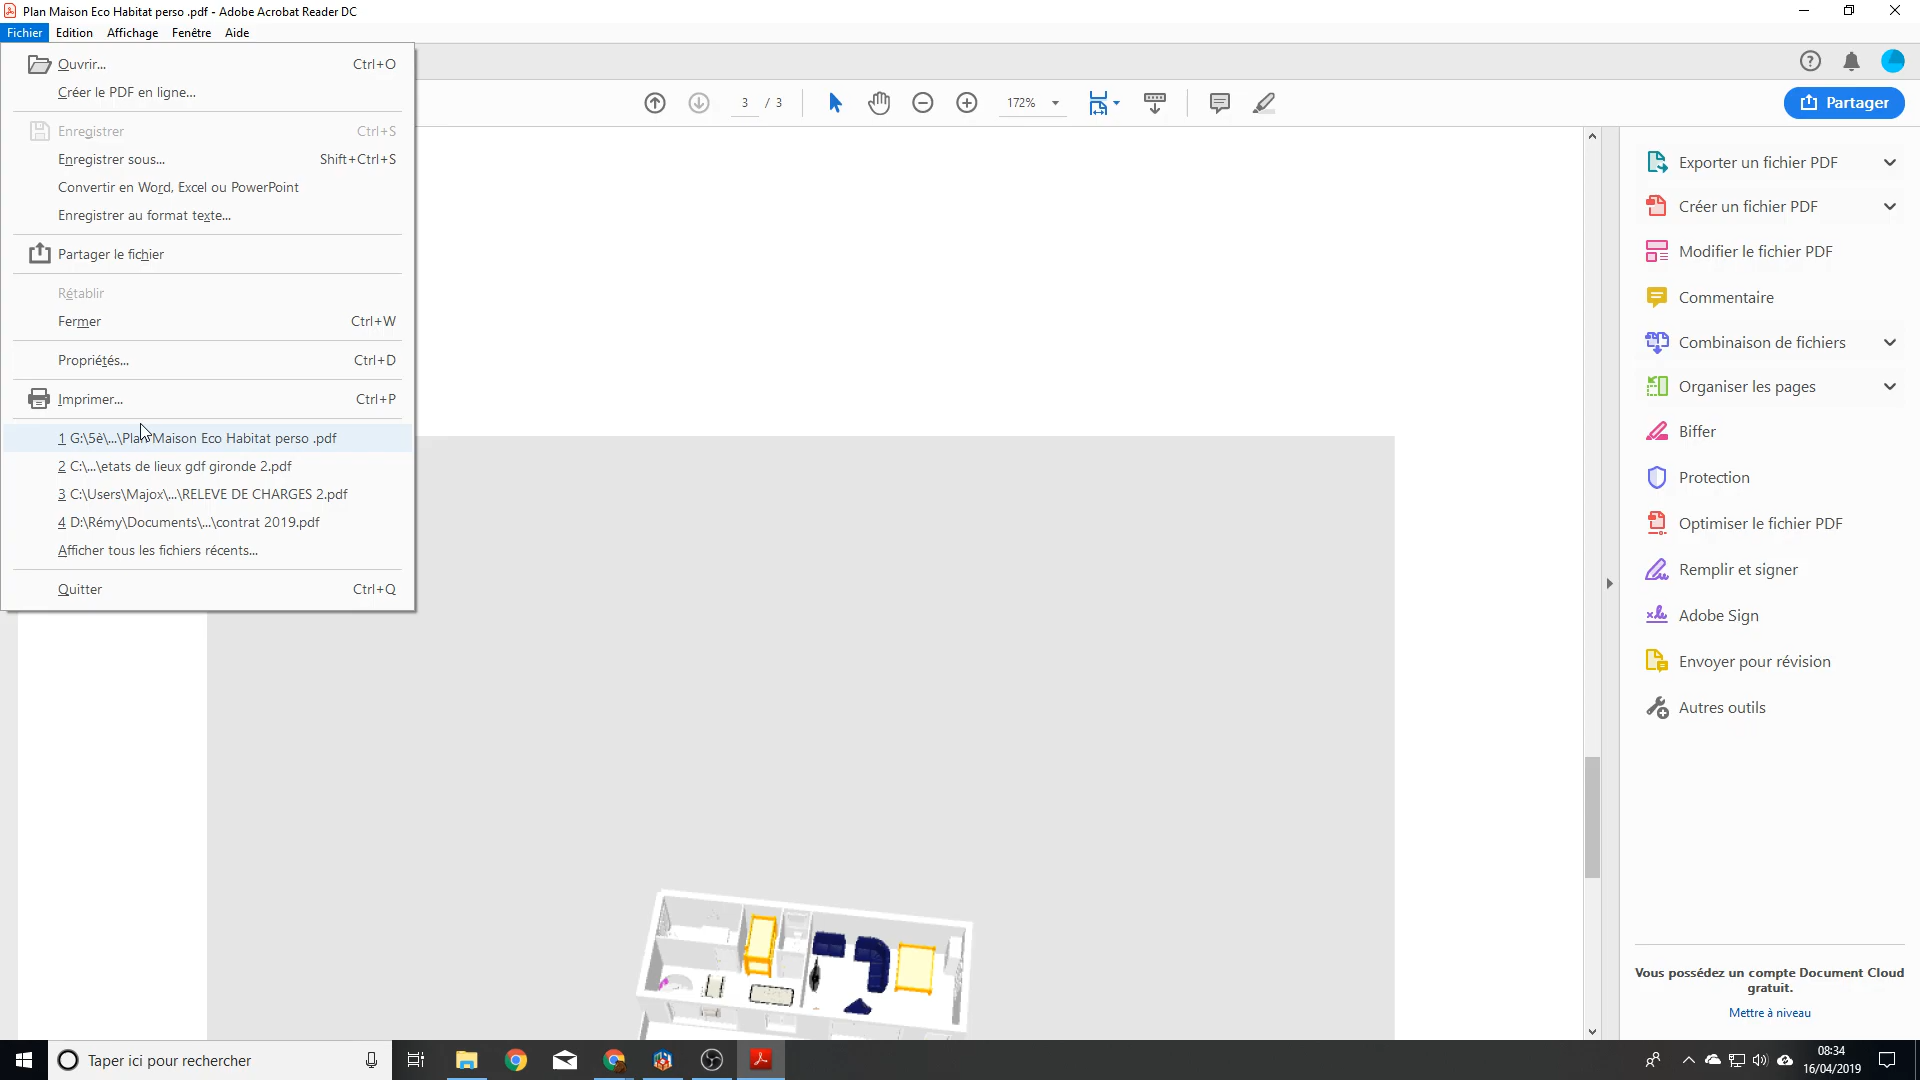 Plan Maison Eco Habitat perso .pdf - Adobe Acrobat Reader DC
Fichier Edition Affichage Fenêtre Aide
Ouvrir... Ctrl+O
Créer le PDF en ligne...
Enregistrer Ctrl+S
Enregistrer sous... Shift+Ctrl+S
Convertir en Word, Excel ou PowerPoint
Enregistrer au format texte...
Partager le fichier
Rétablir
Fermer Ctrl+W
Propriétés... Ctrl+D
Imprimer... Ctrl+P
1 G:\5è\...\Plan Maison Eco Habitat perso .pdf
2 C:\...\etats de lieux gdf gironde 2.pdf
3 C:\Users\Majox\...\RELEVE DE CHARGES 2.pdf
4 D:\Rémy\Documents\...\contrat 2019.pdf
Afficher tous les fichiers récents...
Quitter Ctrl+Q
3 / 3
172%
Partager
Exporter un fichier PDF
Créer un fichier PDF
Modifier le fichier PDF
Commentaire
Combinaison de fichiers
Organiser les pages
Biffer
Protection
Optimiser le fichier PDF
Remplir et signer
Adobe Sign
Envoyer pour révision
Autres outils
Vous possédez un compte Document Cloud
gratuit.
Mettre à niveau
Taper ici pour rechercher
08:34
16/04/2019